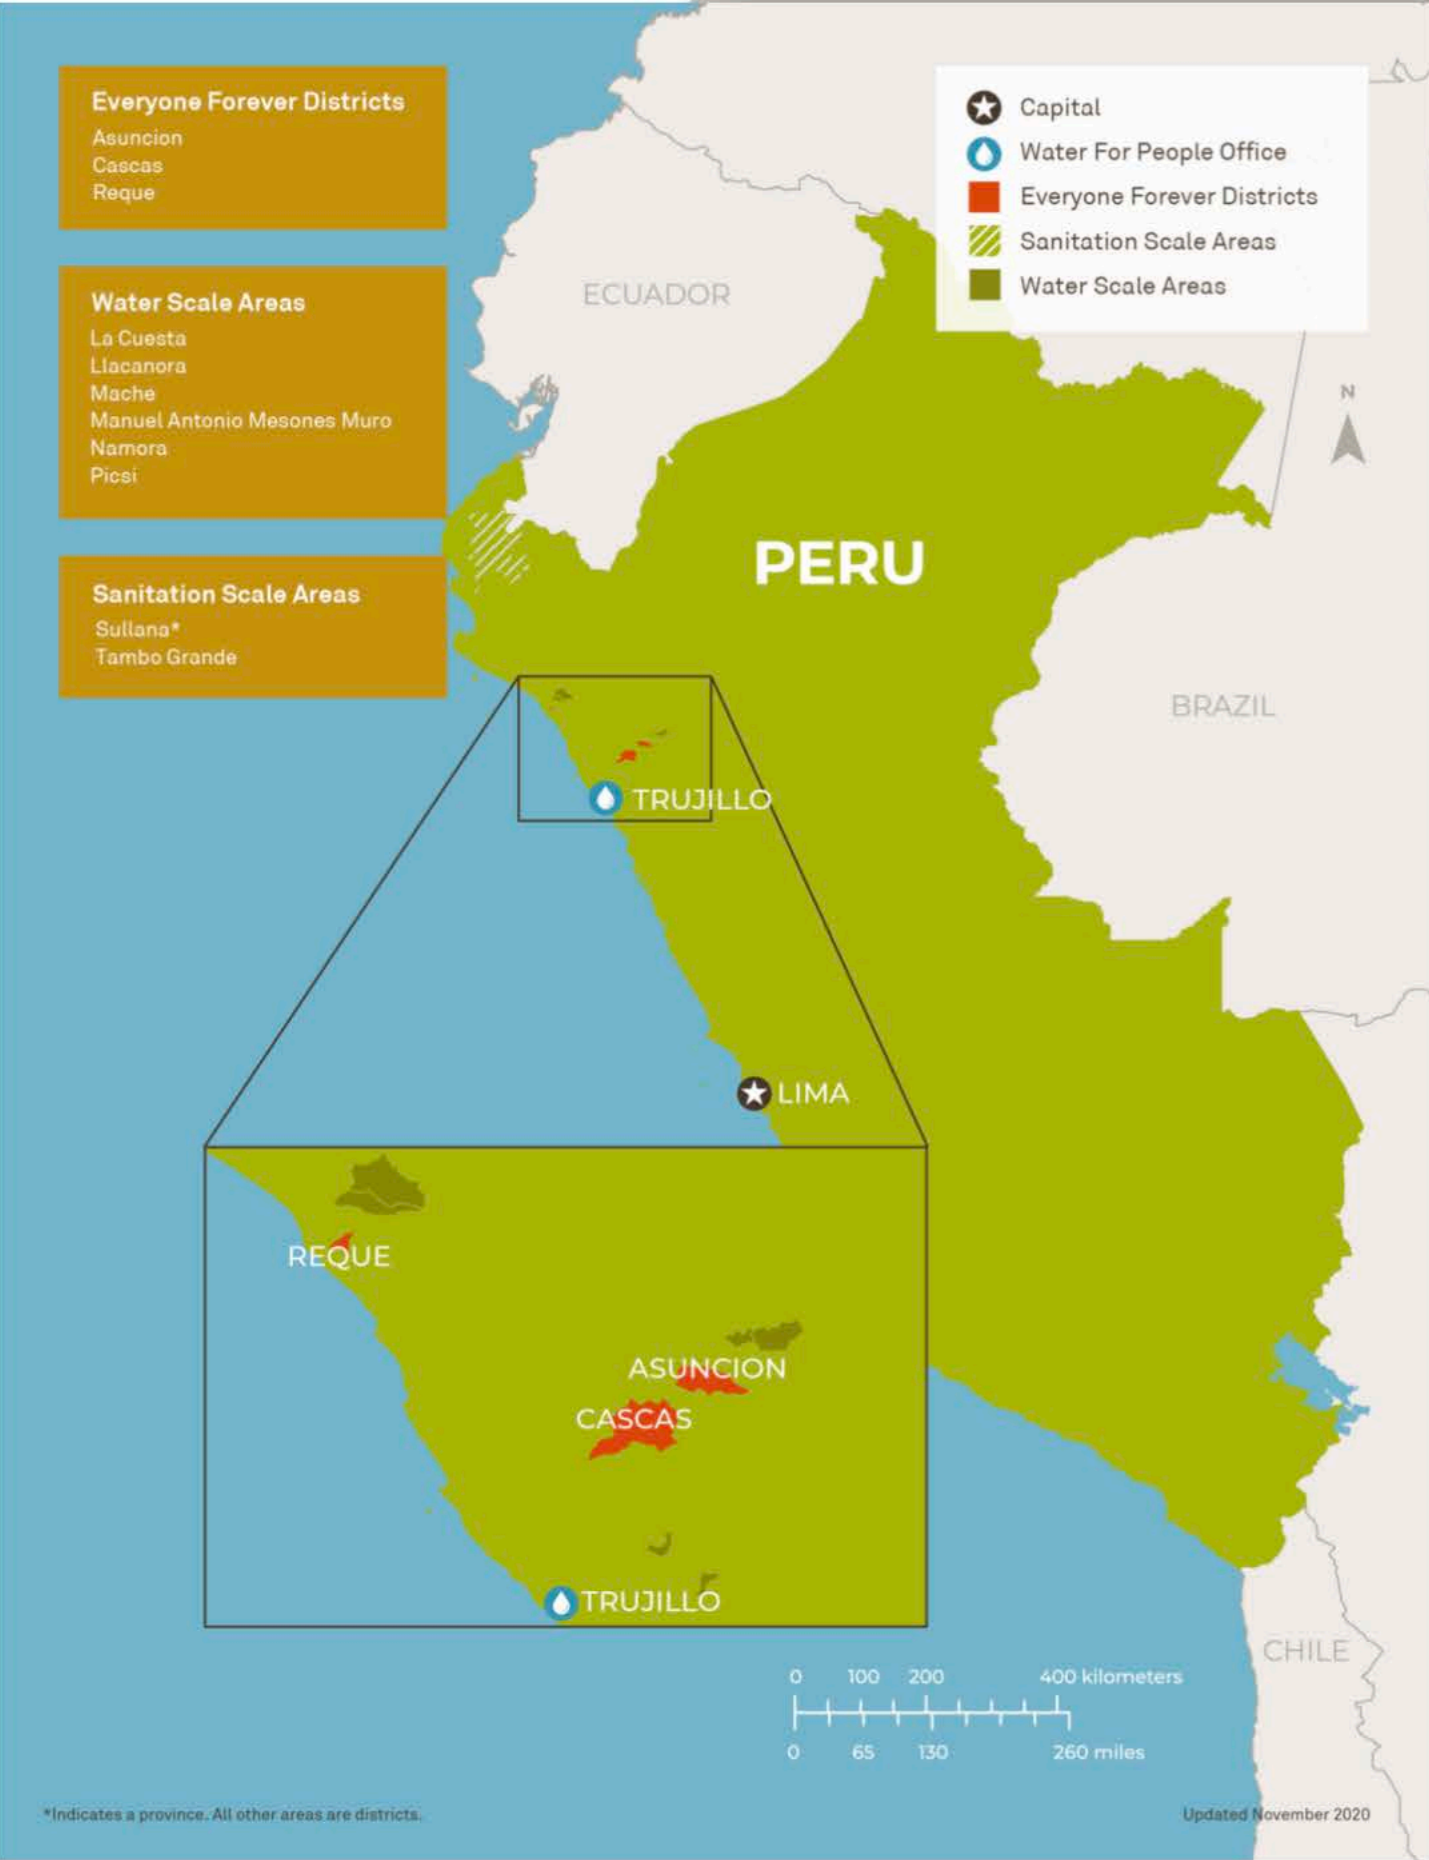 Everyone Forever Districts
Asuncion
Cascas
Reque
Water Scale Areas
La Cuesta
Llacanora
Mache
Manuel Antonio Mesones Muro
Namora
Picsi
Sanitation Scale Areas
Sullana*
Tambo Grande
Capital
Water For People Office
Everyone Forever Districts
Sanitation Scale Areas
Water Scale Areas
N
ECUADOR
PERU
BRAZIL
TRUJILLO
LIMA
REQUE
ASUNCION
CASCAS
TRUJILLO
CHILE
0 100 200 400 kilometers
0 65 130 260 miles
*Indicates a province. All other areas are districts.
Updated November 2020